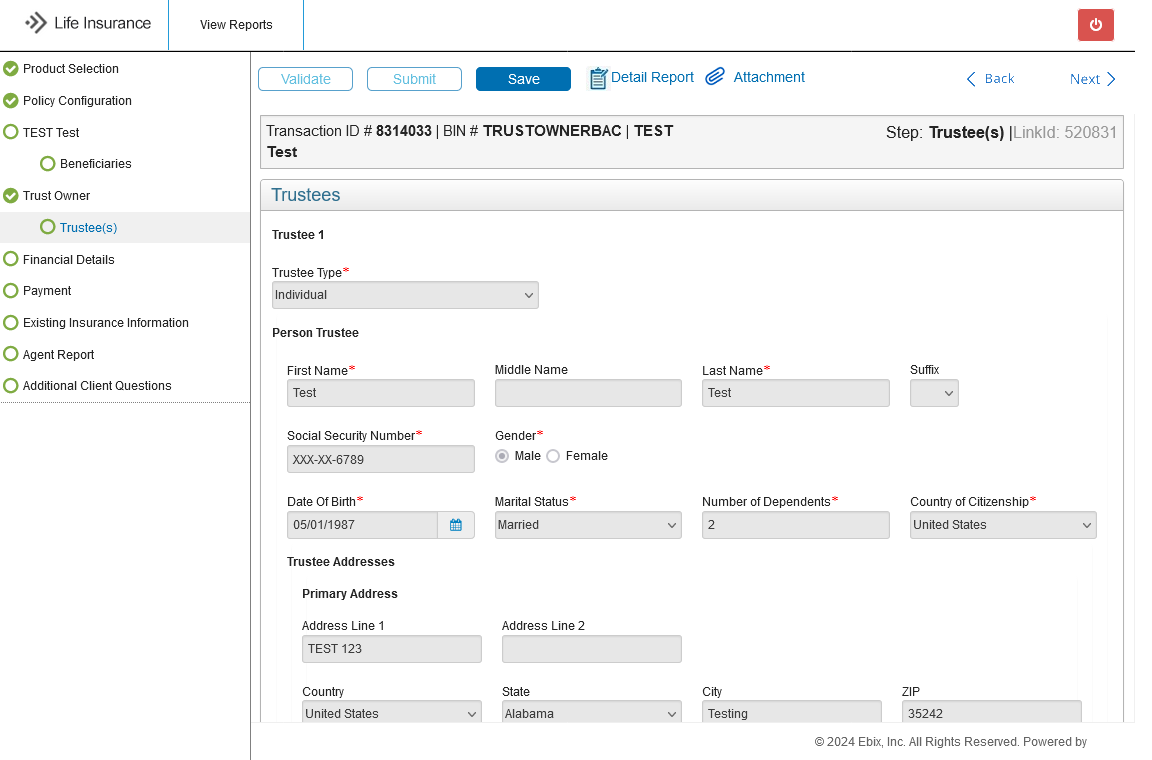 Life Insurance
View Reports
Product Selection
Policy Configuration
TEST Test
Beneficiaries
Trust Owner
Trustee(s)
Financial Details
Payment
Existing Insurance Information
Agent Report
Additional Client Questions
Validate Submit Save Detail Report Attachment Back Next
Transaction ID # 8314033 | BIN # TRUSTOWNERBAC | TEST
Test
Step: Trustee(s) |LinkId: 520831
Trustees
Trustee 1
Trustee Type*
Individual
Person Trustee
First Name* Middle Name Last Name* Suffix
Test Test
Social Security Number* Gender*
XXX-XX-6789 Male Female
Date Of Birth* Marital Status* Number of Dependents* Country of Citizenship*
05/01/1987 Married 2 United States
Trustee Addresses
Primary Address
Address Line 1 Address Line 2
TEST 123
Country State City ZIP
United States Alabama Testing 35242
© 2024 Ebix, Inc. All Rights Reserved. Powered by